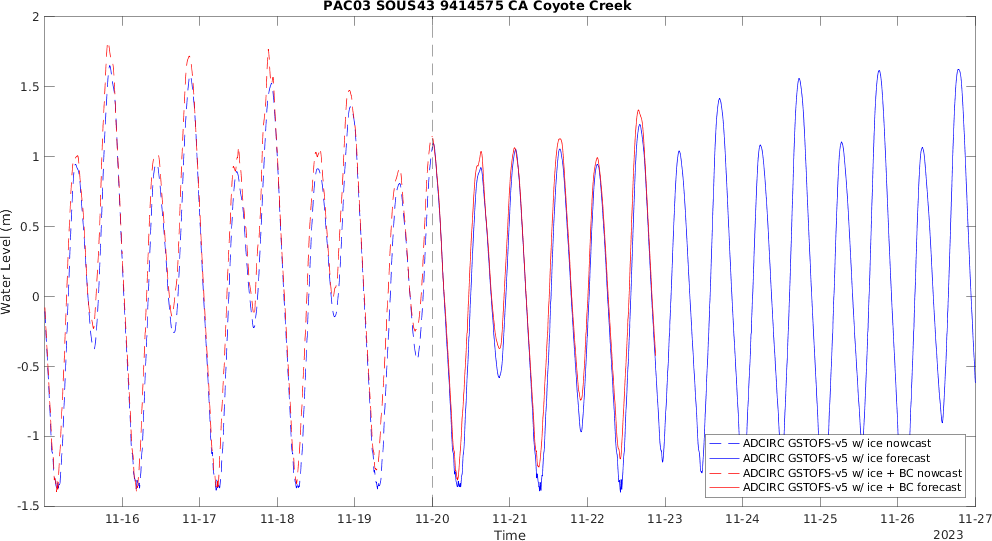 PAC03 SOUS43 9414575 CA Coyote Creek
Water Level (m)
2
1.5
1
0.5
0
-0.5
-1
-1.5
ADCIRC GSTOFS-v5 w/ ice nowcast
ADCIRC GSTOFS-v5 w/ ice forecast
ADCIRC GSTOFS-v5 w/ ice + BC nowcast
ADCIRC GSTOFS-v5 w/ ice + BC forecast
11-16 11-17 11-18 11-19 11-20 11-21 11-22 11-23 11-24 11-25 11-26 11-27
Time
2023